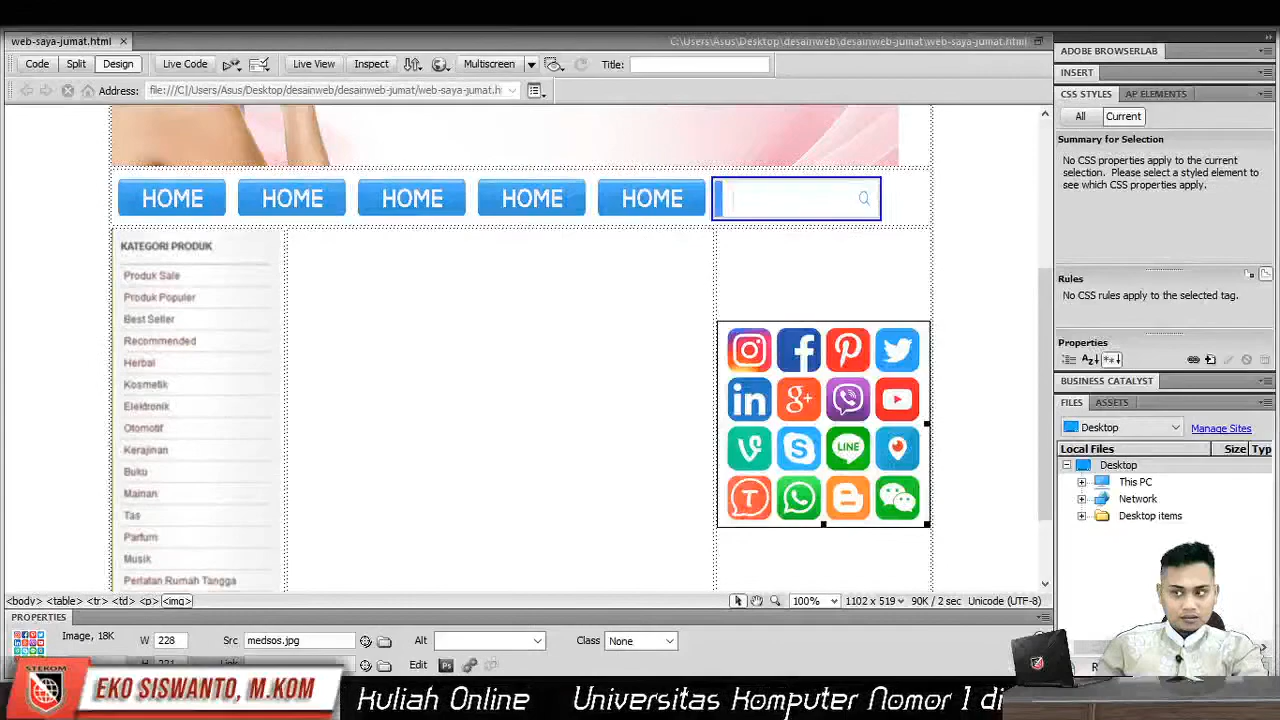 web-saya-jumat.html
C:\Users\Asus\Desktop\desainweb\desainweb-jumat\web-saya-jumat.html
Code Split Design Live Code Live View Inspect Multiscreen Title:
Address: file:///C|/Users/Asus/Desktop/desainweb/desainweb-jumat/web-saya-jumat.h
HOME HOME HOME HOME HOME
KATEGORI PRODUK
Produk Sale
Produk Populer
Best Seller
Recommended
Herbal
Kosmetik
Elektronik
Otomotif
Kerajinan
Buku
Mainan
Tas
Parfum
Musik
Perlatan Rumah Tangga
in
g+
LINE
T
<body> <table> <tr> <td> <p> <img>
100% 1102 x 519 90K / 2 sec Unicode (UTF-8)
PROPERTIES
Image, 18K W 228 Src medsos.jpg Alt Class None
Edit Ps
ADOBE BROWSERLAB
INSERT
CSS STYLES AP ELEMENTS
All Current
Summary for Selection
No CSS properties apply to the current
selection. Please select a styled element to
see which CSS properties apply.
Rules
No CSS rules apply to the selected tag.
Properties
BUSINESS CATALYST
FILES ASSETS
Desktop Manage Sites
Local Files Size Typ
Desktop
This PC
Network
Desktop items
STEKOM
EKO SISWANTO, M.KOM
Kuliah Online Universitas Komputer Nomor 1 di